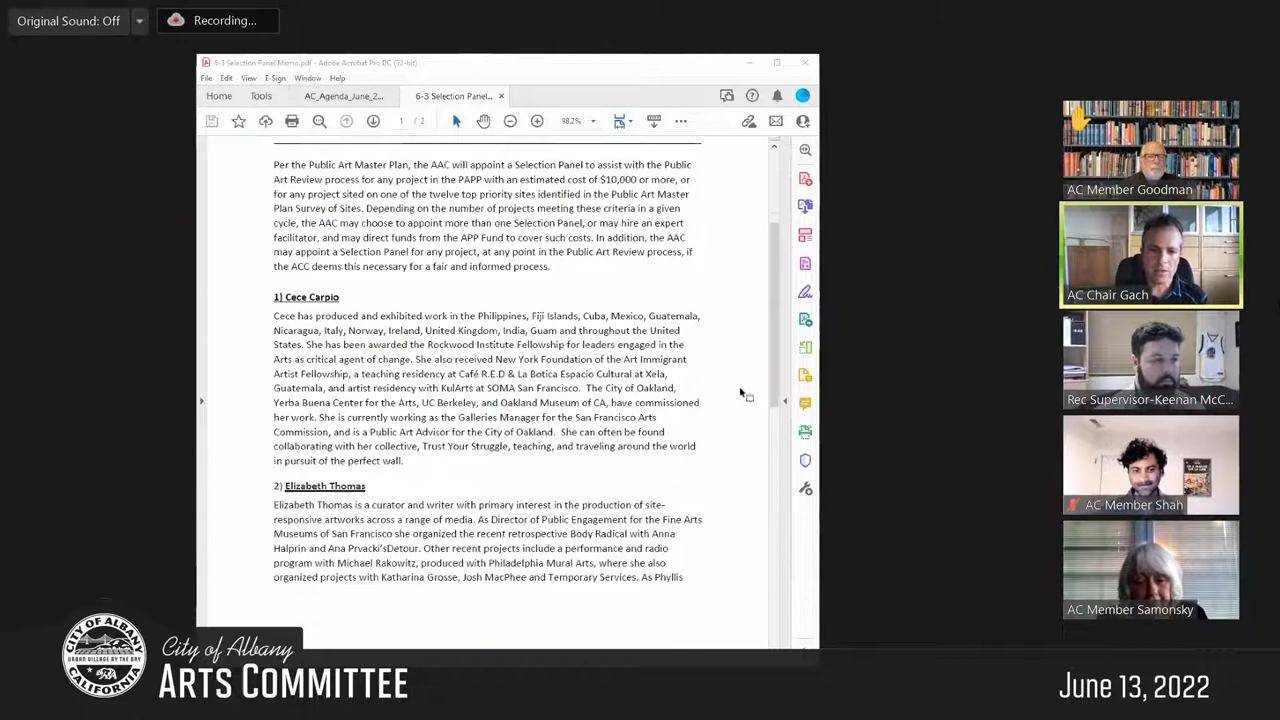 Original Sound: Off
Recording...
6-3 Selection Panel Memo.pdf - Adobe Acrobat Pro DC (32-bit)
File Edit View E-Sign Window Help
Home Tools AC_Agenda_June_2... 6-3 Selection Panel... ×
1 / 2 98.2%
Per the Public Art Master Plan, the AAC will appoint a Selection Panel to assist with the Public
Art Review process for any project in the PAPP with an estimated cost of $10,000 or more, or
for any project sited on one of the twelve top priority sites identified in the Public Art Master
Plan Survey of Sites. Depending on the number of projects meeting these criteria in a given
cycle, the AAC may choose to appoint more than one Selection Panel, or may hire an expert
facilitator, and may direct funds from the APP Fund to cover such costs. In addition, the AAC
may appoint a Selection Panel for any project, at any point in the Public Art Review process, if
the ACC deems this necessary for a fair and informed process.
1) Cece Carpio
Cece has produced and exhibited work in the Philippines, Fiji Islands, Cuba, Mexico, Guatemala,
Nicaragua, Italy, Norway, Ireland, United Kingdom, India, Guam and throughout the United
States. She has been awarded the Rockwood Institute Fellowship for leaders engaged in the
Arts as critical agent of change. She also received New York Foundation of the Art Immigrant
Artist Fellowship, a teaching residency at Café R.E.D & La Botica Espacio Cultural at Xela,
Guatemala, and artist residency with KulArts at SOMA San Francisco. The City of Oakland,
Yerba Buena Center for the Arts, UC Berkeley, and Oakland Museum of CA, have commissioned
her work. She is currently working as the Galleries Manager for the San Francisco Arts
Commission, and is a Public Art Advisor for the City of Oakland. She can often be found
collaborating with her collective, Trust Your Struggle, teaching, and traveling around the world
in pursuit of the perfect wall.
2) Elizabeth Thomas
Elizabeth Thomas is a curator and writer with primary interest in the production of site-
responsive artworks across a range of media. As Director of Public Engagement for the Fine Arts
Museums of San Francisco she organized the recent retrospective Body Radical with Anna
Halprin and Ana Prvacki'sDetour. Other recent projects include a performance and radio
program with Michael Rakowitz, produced with Philadelphia Mural Arts, where she also
organized projects with Katharina Grosse, Josh MacPhee and Temporary Services. As Phyllis
AC Member Goodman
AC Chair Gach
Rec Supervisor-Keenan McC...
AC Member Shah
AC Member Samonsky
CITY OF ALBANY
URBAN VILLAGE BY THE BAY
CALIFORNIA
City of Albany
ARTS COMMITTEE
June 13, 2022